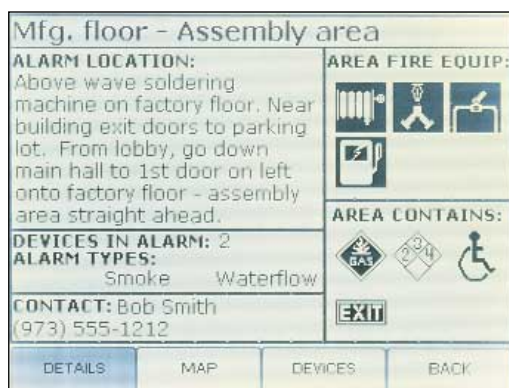 Mfg. floor - Assembly area
ALARM LOCATION:
Above wave soldering
machine on factory floor. Near
building exit doors to parking
lot. From lobby, go down
main hall to 1st door on left
onto factory floor - assembly
area straight ahead.
DEVICES IN ALARM: 2
ALARM TYPES:
Smoke Waterflow
CONTACT: Bob Smith
(973) 555-1212
AREA FIRE EQUIP:
AREA CONTAINS:
GAS
2 3 4
EXIT
DETAILS MAP DEVICES BACK